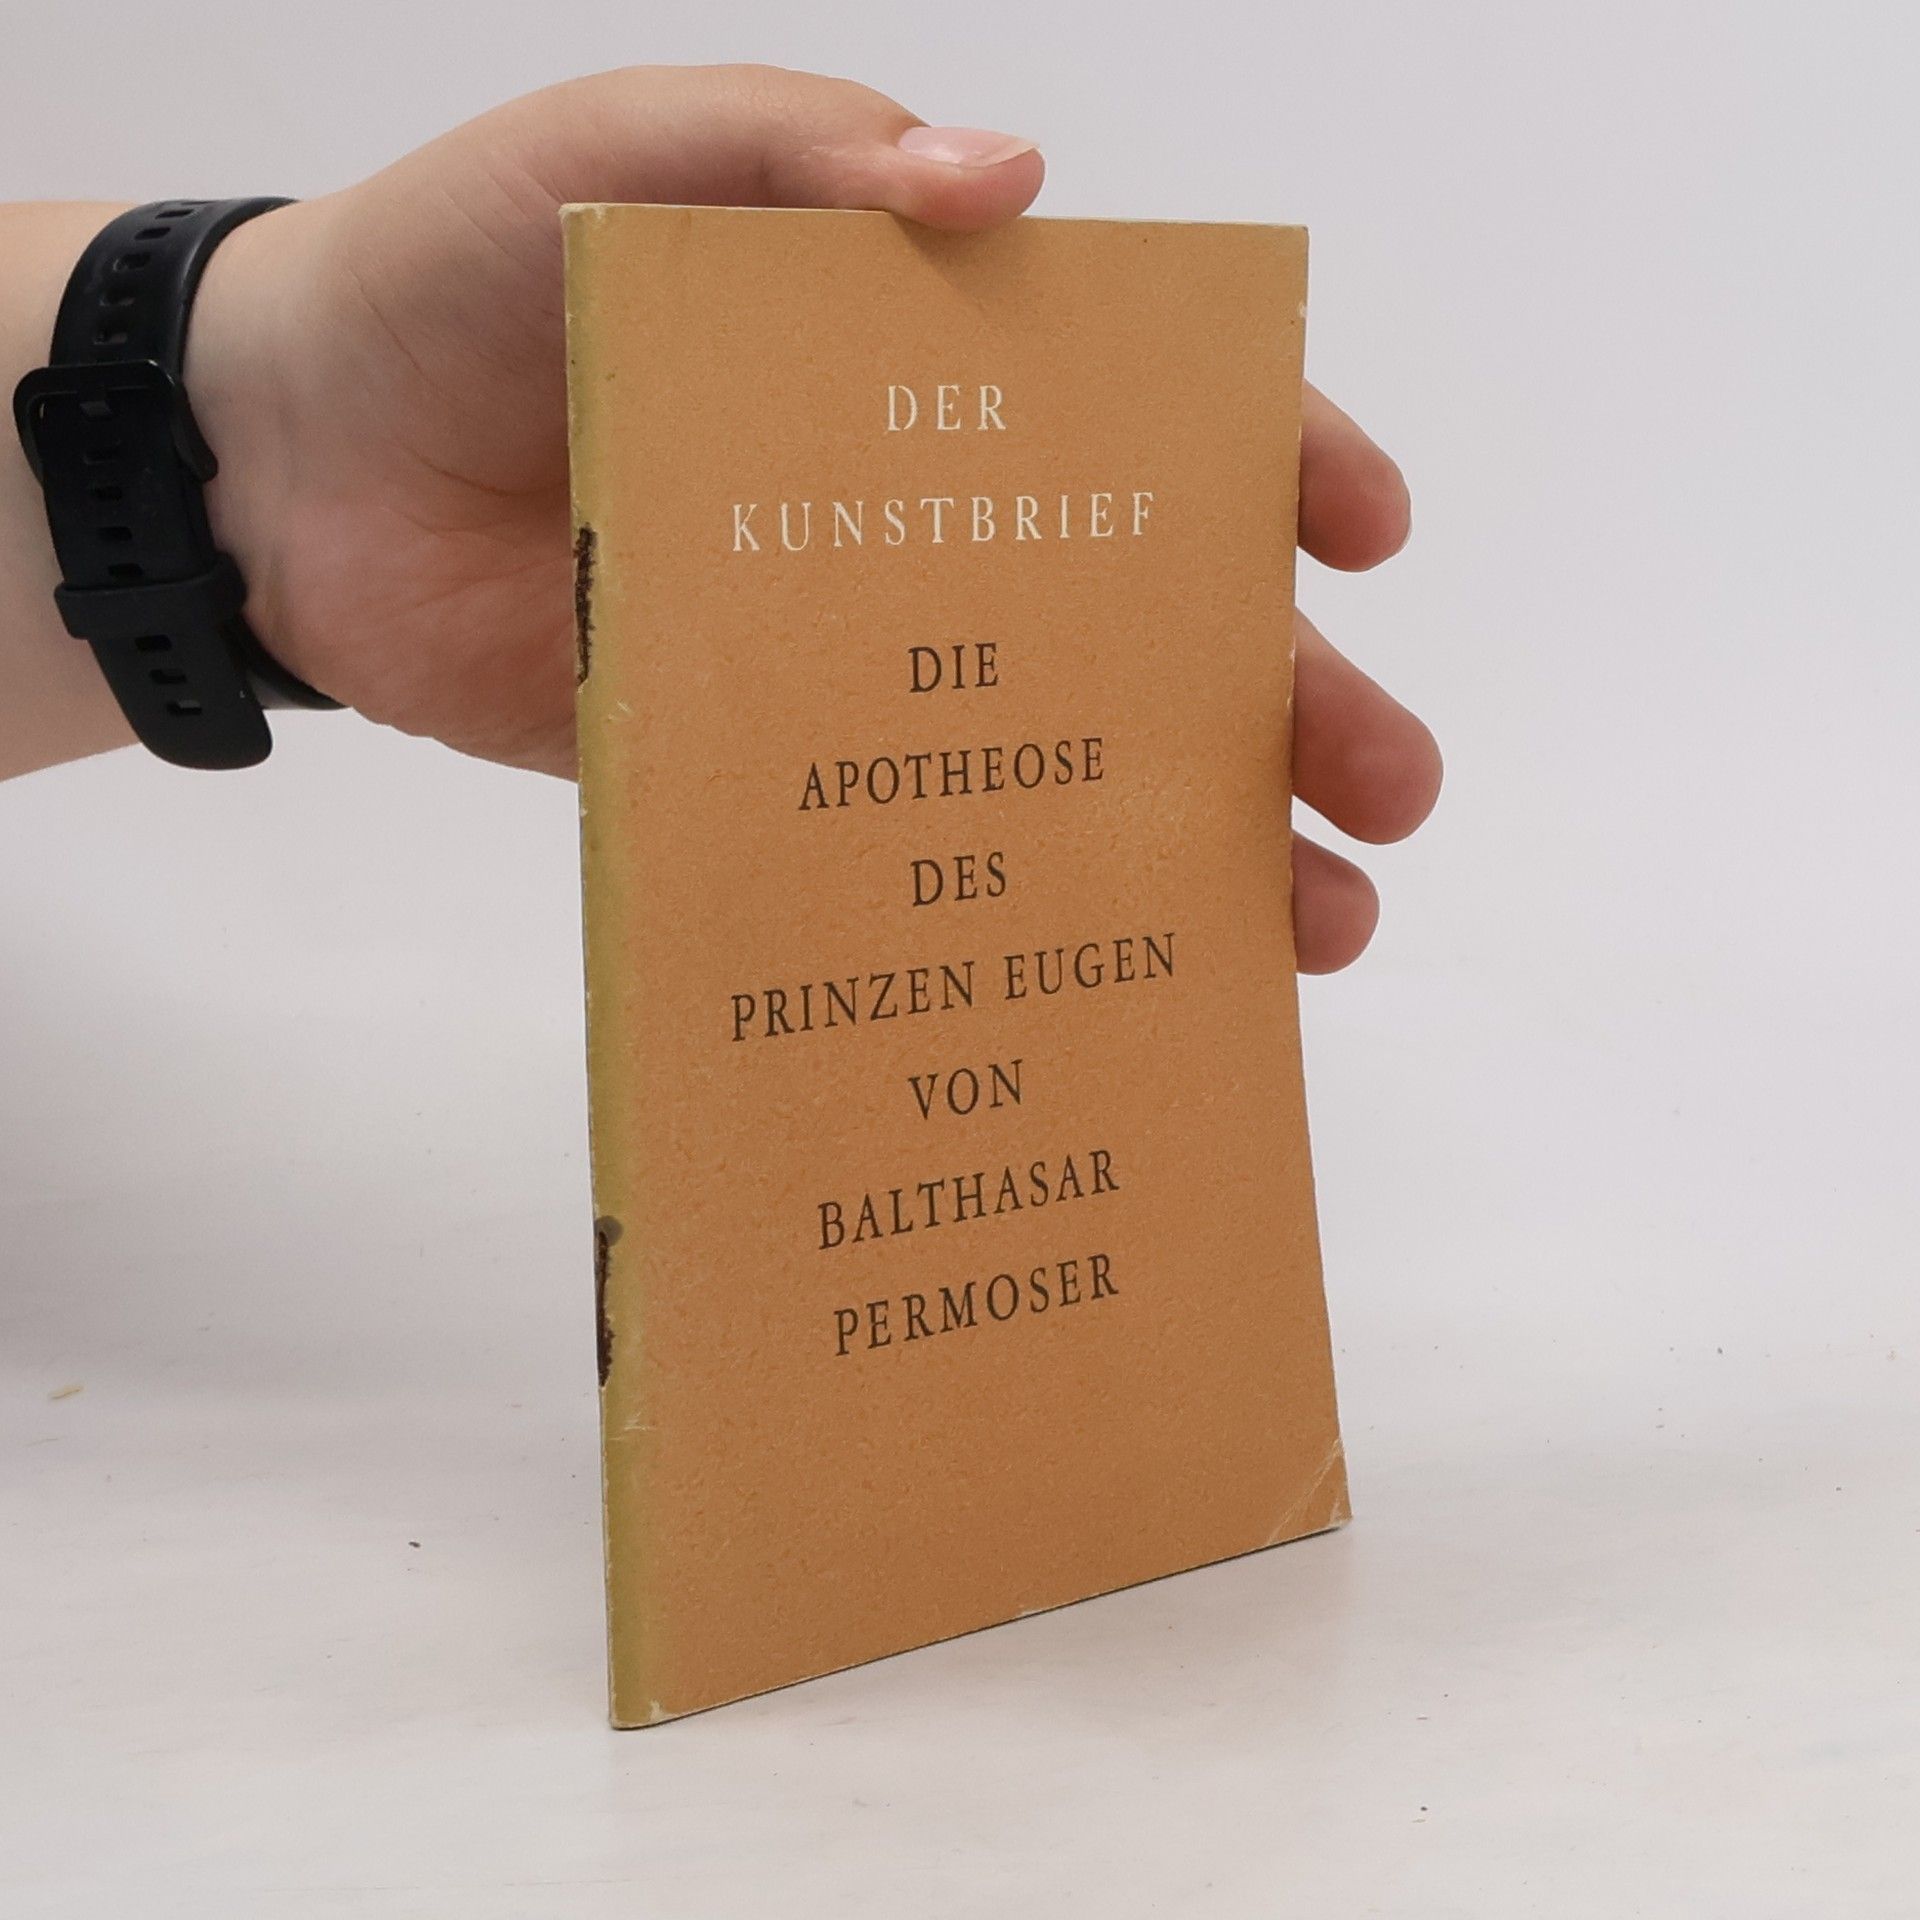 DER
KUNSTBRIEF
DIE
APOTHEOSE
DES
PRINZEN EUGEN
VON
BALTHASAR
PERMOSER